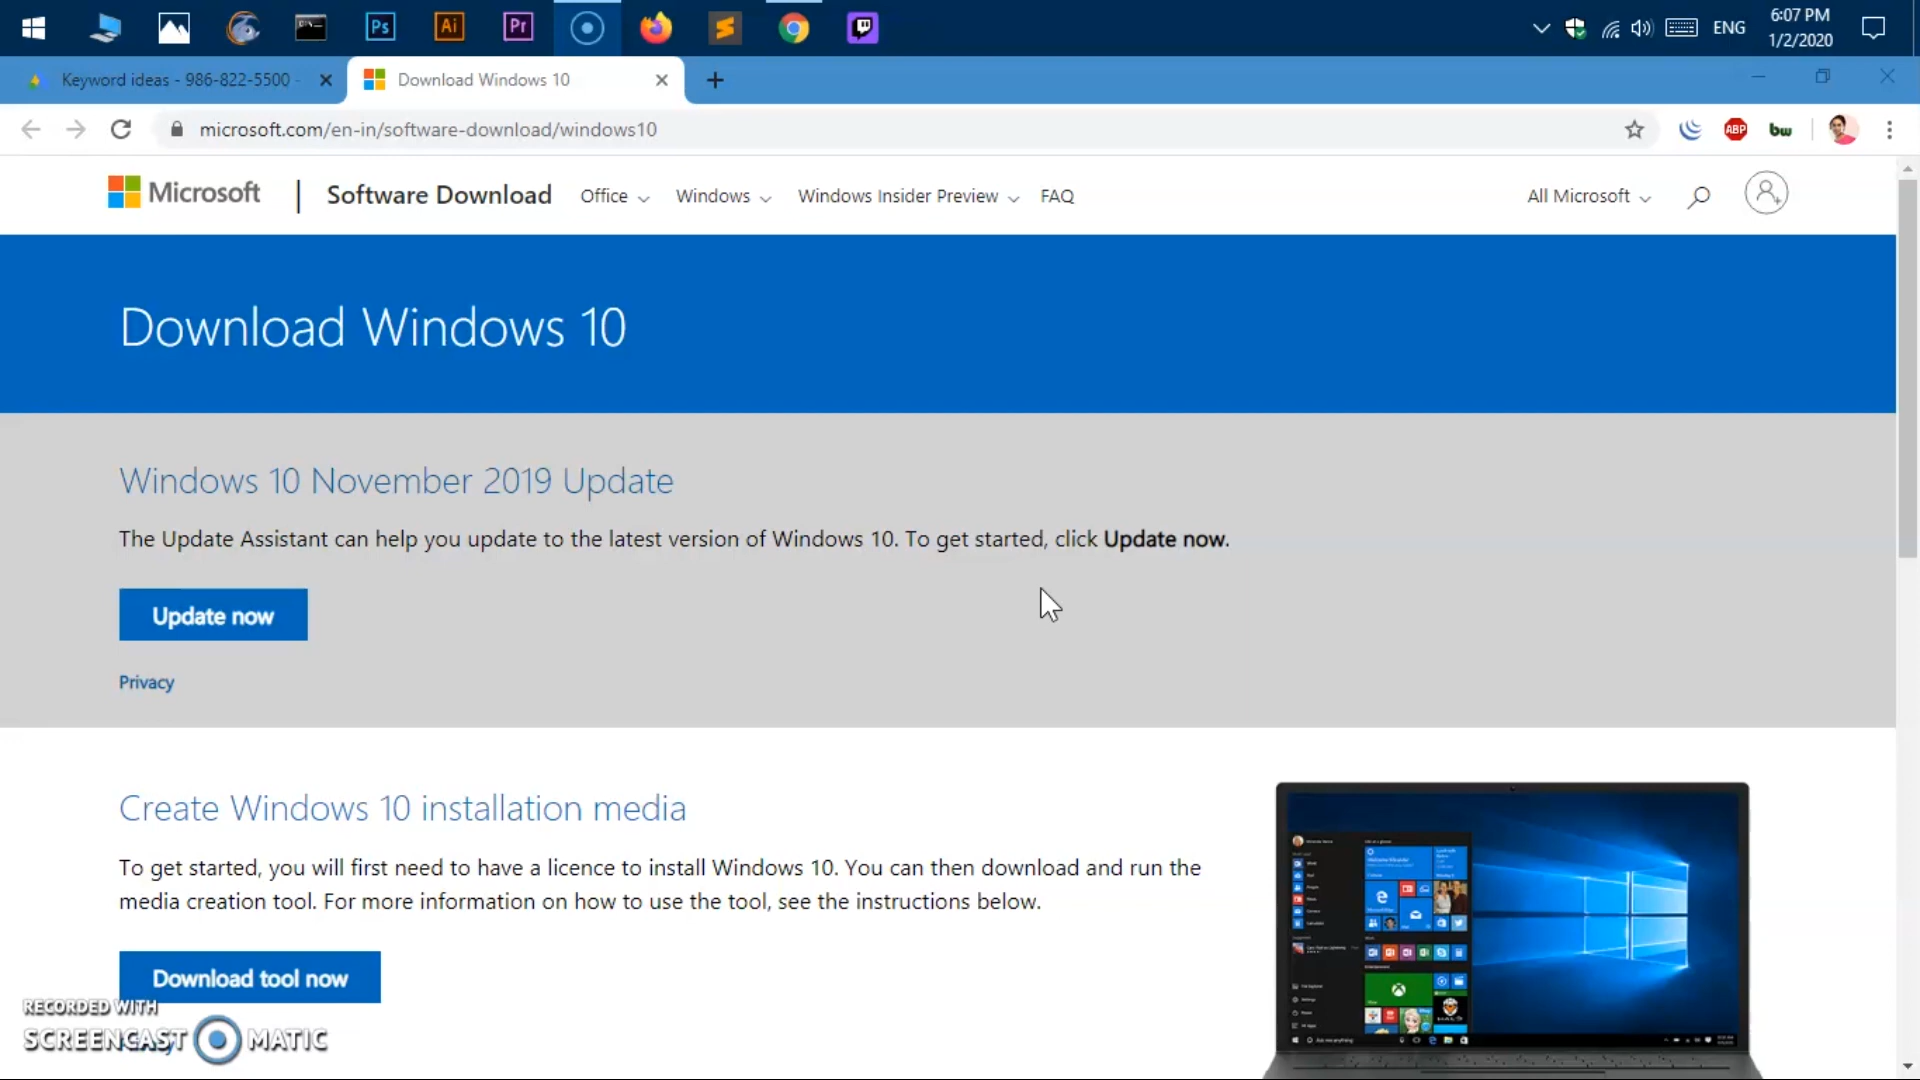 Ps Ai Pr
ENG
6:07 PM
1/2/2020
Keyword ideas - 986-822-5500 -
Download Windows 10
microsoft.com/en-in/software-download/windows10
ABP
bw
Microsoft
Software Download
Office
Windows
Windows Insider Preview
FAQ
All Microsoft
Download Windows 10
Windows 10 November 2019 Update
The Update Assistant can help you update to the latest version of Windows 10. To get started, click Update now.
Update now
Privacy
Create Windows 10 installation media
To get started, you will first need to have a licence to install Windows 10. You can then download and run the
media creation tool. For more information on how to use the tool, see the instructions below.
Download tool now
RECORDED WITH
SCREENCAST MATIC